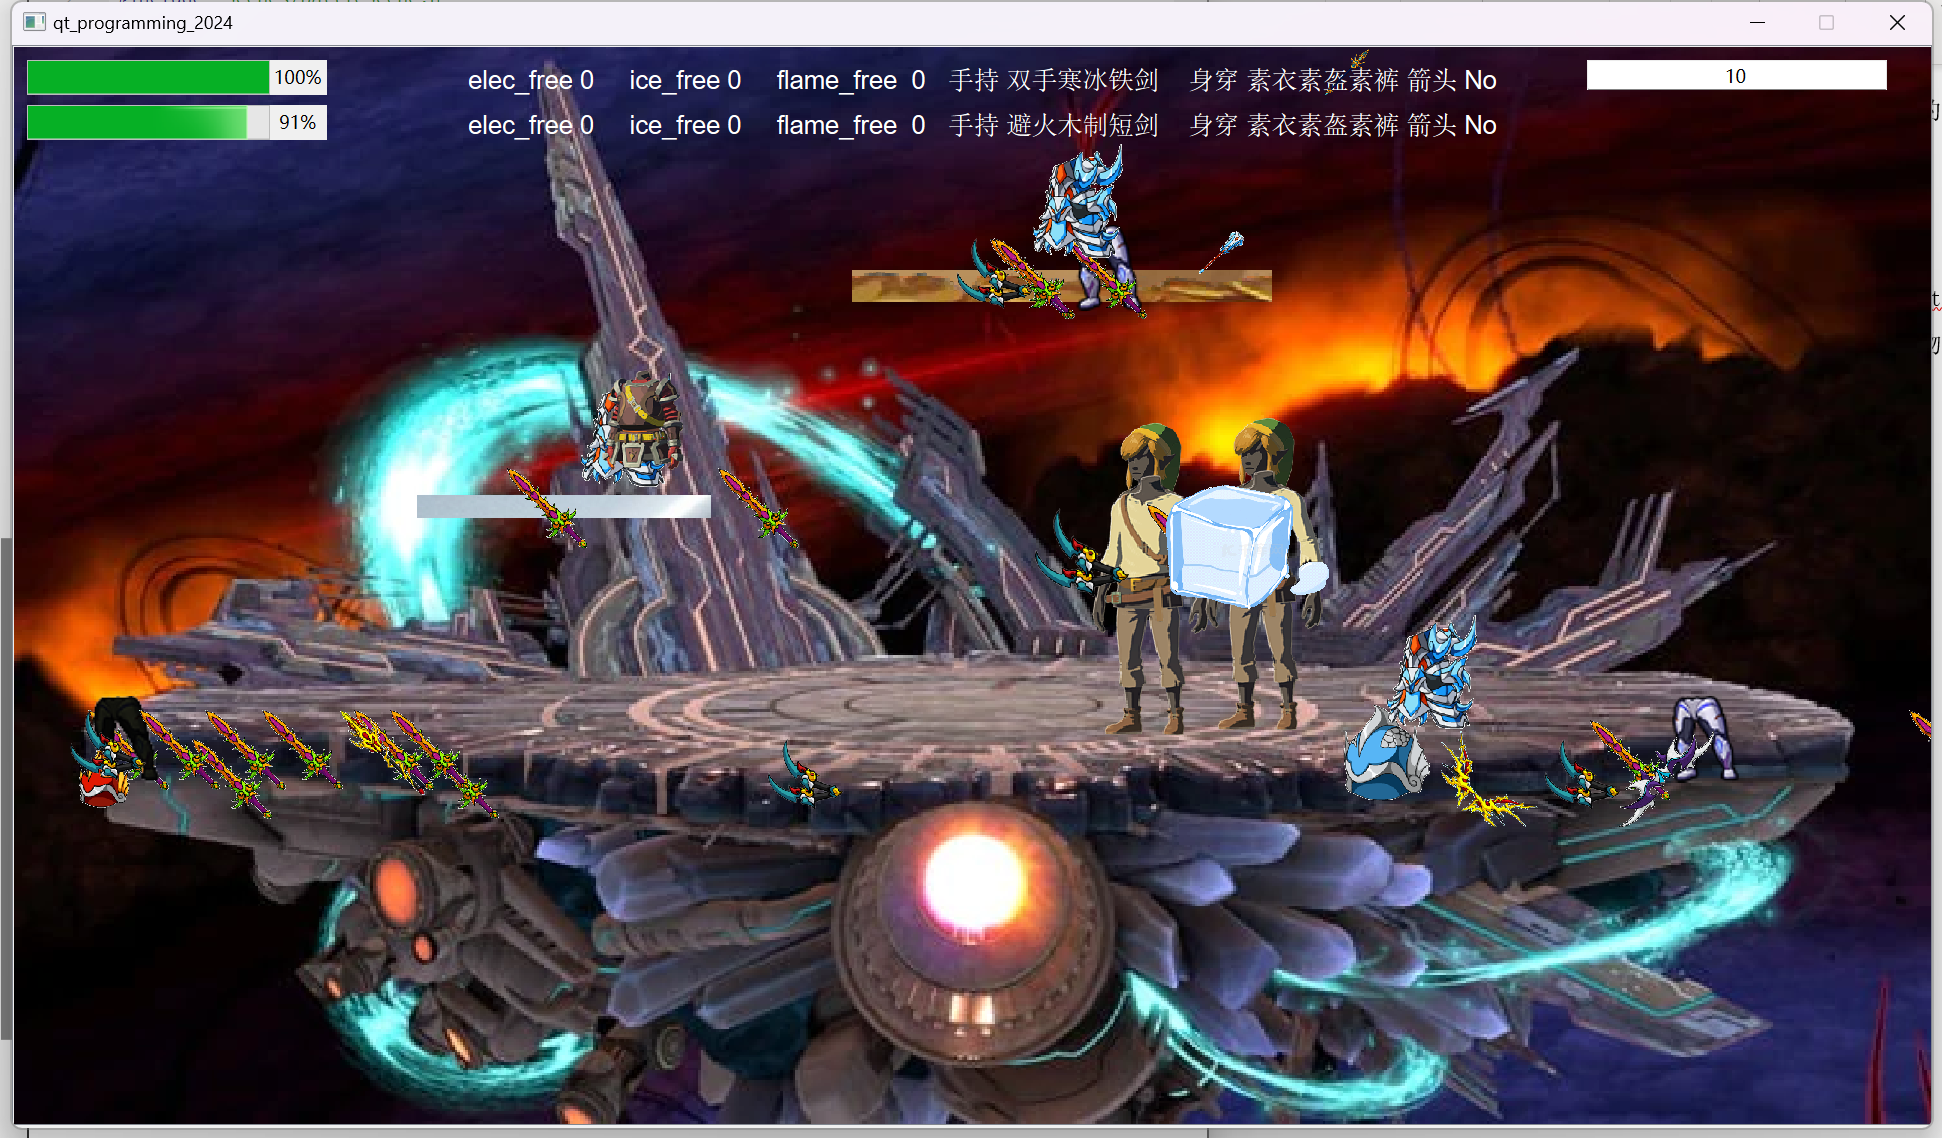 qt_programming_2024
100% elec_free 0 ice_free 0 flame_free 0 手持 双手寒冰铁剑 身穿 素衣素盔素裤 箭头 No 10
91% elec_free 0 ice_free 0 flame_free 0 手持 避火木制短剑 身穿 素衣素盔素裤 箭头 No